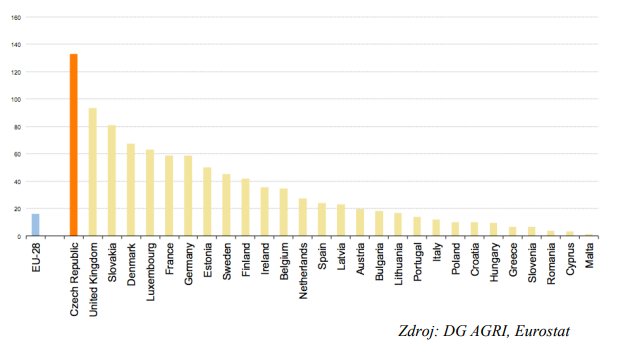 160
140
120
100
80
60
40
20
0
EU-28
Czech Republic
United Kingdom
Slovakia
Denmark
Luxembourg
France
Germany
Estonia
Sweden
Finland
Ireland
Belgium
Netherlands
Spain
Latvia
Austria
Bulgaria
Lithuania
Portugal
Italy
Poland
Croatia
Hungary
Greece
Slovenia
Romania
Cyprus
Malta
Zdroj: DG AGRI, Eurostat